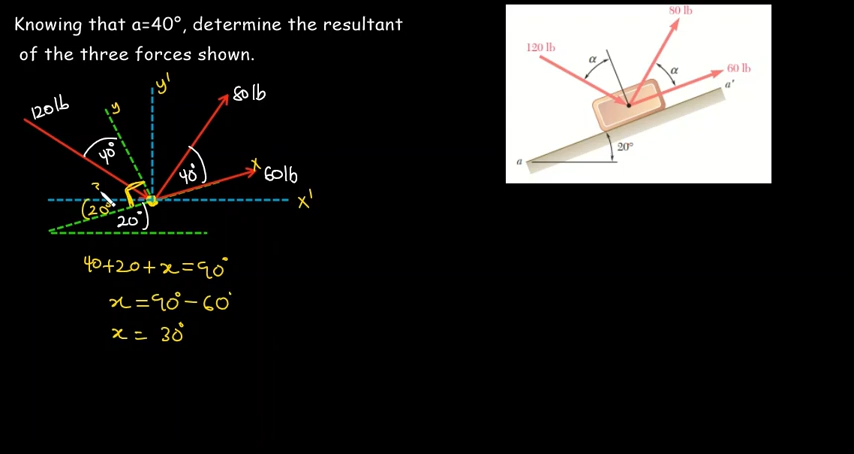 Knowing that a=40°, determine the resultant
of the three forces shown.
y'
120lb
y
80lb
40°
40°
x
60lb
?
(20°
20°
x'
40+20+x=90°
x=90°-60°
x= 30°
80 lb
120 lb
α
α
60 lb
a'
20°
a